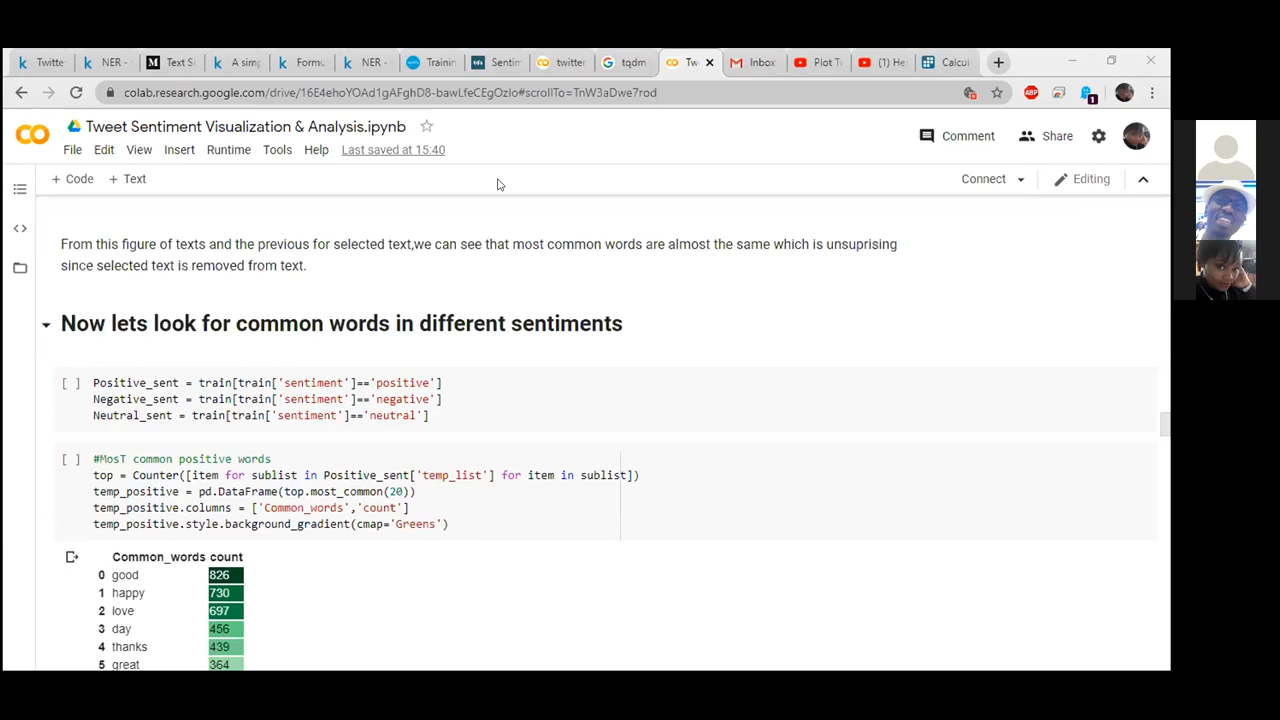 Twitte NER - Text S A simp Formu NER - Training Sentin twitter tqdm Tw Inbox Plot T (1) He Calcul
colab.research.google.com/drive/16E4ehoYOAd1gAFghD8-bawLfeCEgOzlo#scrollTo=TnW3aDwe7rod
Tweet Sentiment Visualization & Analysis.ipynb
Comment Share
File Edit View Insert Runtime Tools Help Last saved at 15:40
+ Code + Text Connect Editing
From this figure of texts and the previous for selected text,we can see that most common words are almost the same which is unsuprising
since selected text is removed from text.
Now lets look for common words in different sentiments
[ ] Positive_sent = train[train['sentiment']=='positive']
Negative_sent = train[train['sentiment']=='negative']
Neutral_sent = train[train['sentiment']=='neutral']
[ ] #MosT common positive words
top = Counter([item for sublist in Positive_sent['temp_list'] for item in sublist])
temp_positive = pd.DataFrame(top.most_common(20))
temp_positive.columns = ['Common_words','count']
temp_positive.style.background_gradient(cmap='Greens')
Common_words count
0 good 826
1 happy 730
2 love 697
3 day 456
4 thanks 439
5 great 364